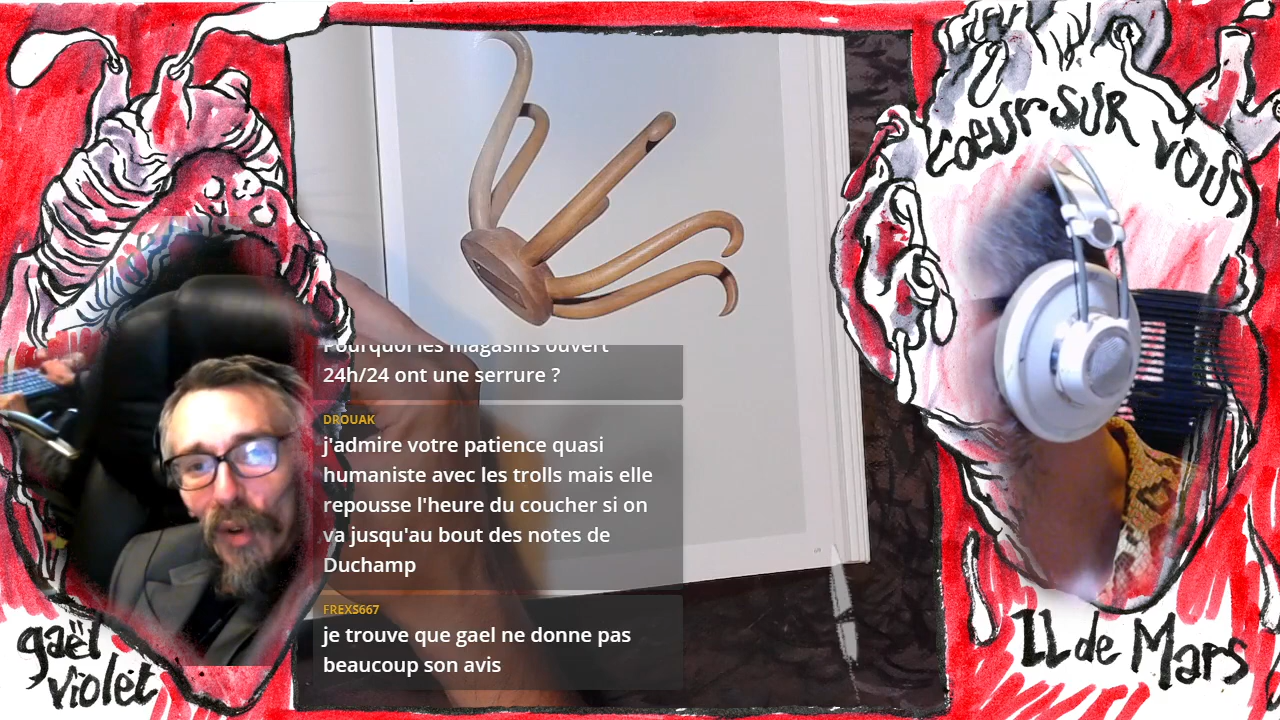 cœur SUR VOUS
Pourquoi les magasins ouvert
24h/24 ont une serrure ?
DROUAK
j'admire votre patience quasi
humaniste avec les trolls mais elle
repousse l'heure du coucher si on
va jusqu'au bout des notes de
Duchamp
FREXS667
je trouve que gael ne donne pas
beaucoup son avis
gaël
violet
LL de Mars